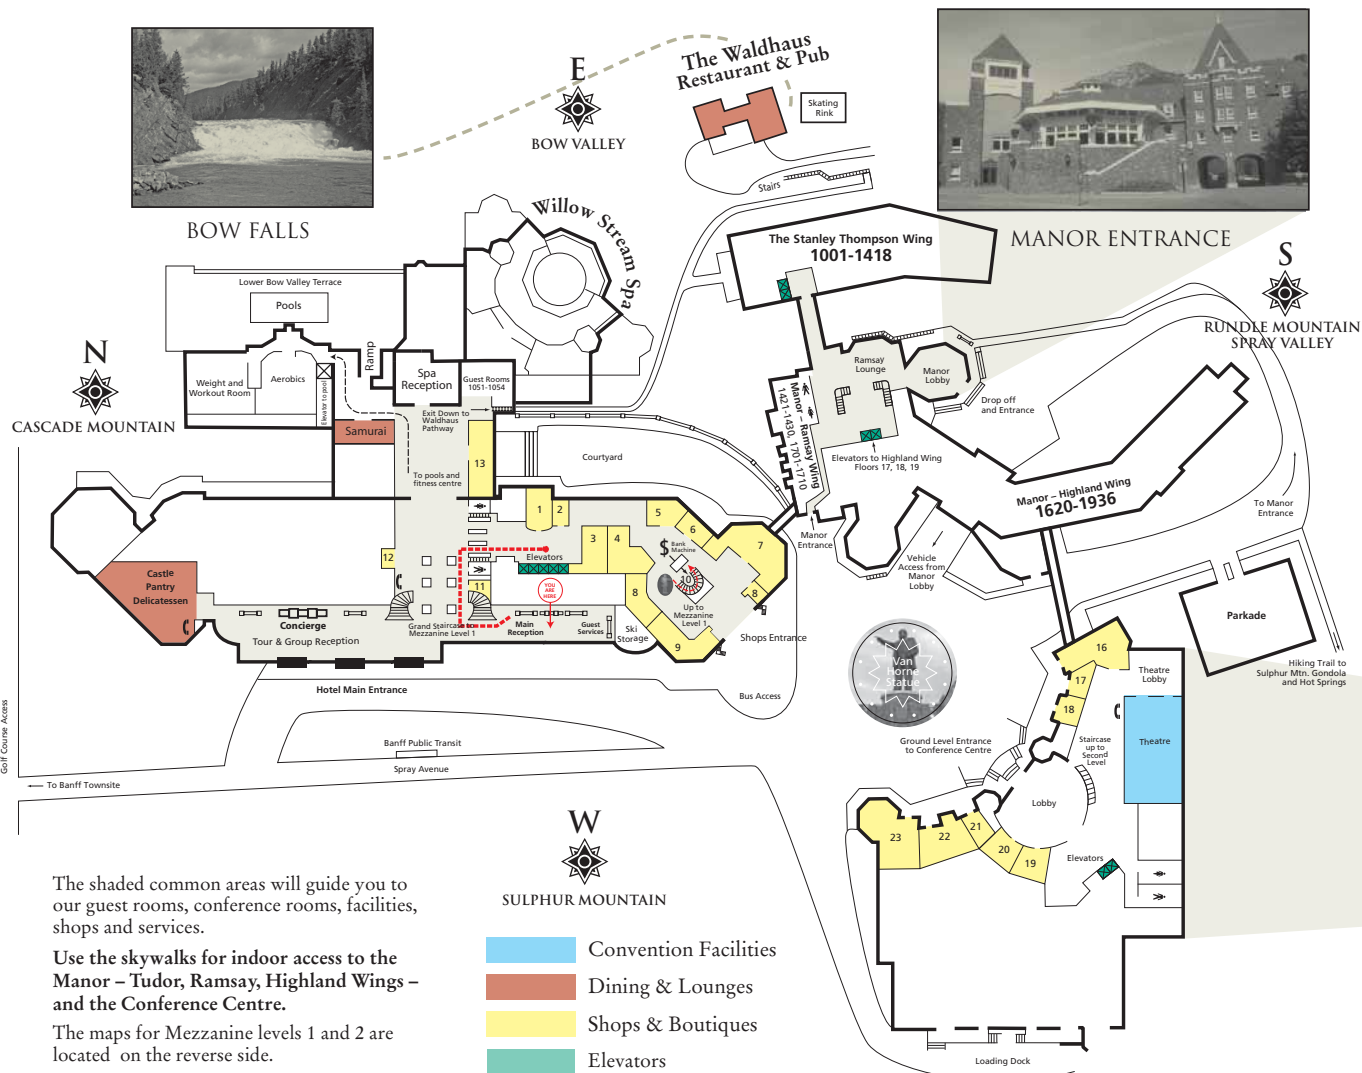 BOW FALLS
E
BOW VALLEY
The Waldhaus
Restaurant & Pub
Skating
Rink
Stairs
MANOR ENTRANCE
S
RUNDLE MOUNTAIN
SPRAY VALLEY
N
CASCADE MOUNTAIN
Willow Stream Spa
The Stanley Thompson Wing
1001-1418
Lower Bow Valley Terrace
Pools
Ramp
Weight and
Workout Room
Aerobics
Elevator to pool
Spa
Reception
Guest Rooms
1051-1054
Exit Down to
Waldhaus
Pathway
Samurai
To pools and
fitness centre
13
Courtyard
Ramsay
Lounge
Manor
Lobby
Drop off
and Entrance
Manor – Ramsay Wing
1421-1430, 1701-1710
Elevators to Highland Wing
Floors 17, 18, 19
Manor – Highland Wing
1620-1936
To Manor
Entrance
Manor
Entrance
Vehicle
Access from
Manor
Lobby
Parkade
Hiking Trail to
Sulphur Mtn. Gondola
and Hot Springs
1
2
3
4
5
6
7
8
8
9
10
11
12
$
Bank
Machine
Up to
Mezzanine
Level 1
Elevators
YOU
ARE
HERE
Castle
Pantry
Delicatessen
Concierge
Tour & Group Reception
Grand Staircase to
Mezzanine Level 1
Main
Reception
Guest
Services
Ski
Storage
Shops Entrance
Bus Access
Hotel Main Entrance
Banff Public Transit
Spray Avenue
Golf Course Access
To Banff Townsite
Van
Horne
Statue
Ground Level Entrance
to Conference Centre
16
17
18
Theatre
Lobby
Theatre
Staircase
up to
Second
Level
Lobby
19
20
21
22
23
Elevators
Loading Dock
W
SULPHUR MOUNTAIN
The shaded common areas will guide you to
our guest rooms, conference rooms, facilities,
shops and services.
Use the skywalks for indoor access to the
Manor – Tudor, Ramsay, Highland Wings –
and the Conference Centre.
The maps for Mezzanine levels 1 and 2 are
located on the reverse side.
Convention Facilities
Dining & Lounges
Shops & Boutiques
Elevators